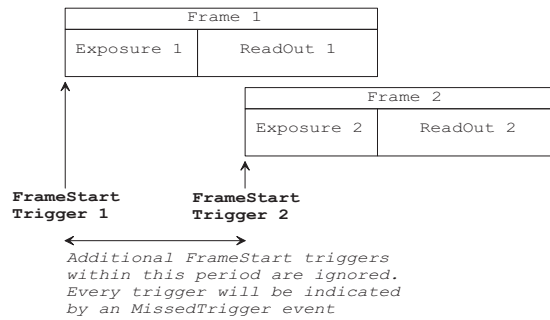 Frame 1
Exposure 1 ReadOut 1
Frame 2
Exposure 2 ReadOut 2
FrameStart FrameStart
Trigger 1 Trigger 2
Additional FrameStart triggers
within this period are ignored.
Every trigger will be indicated
by an MissedTrigger event